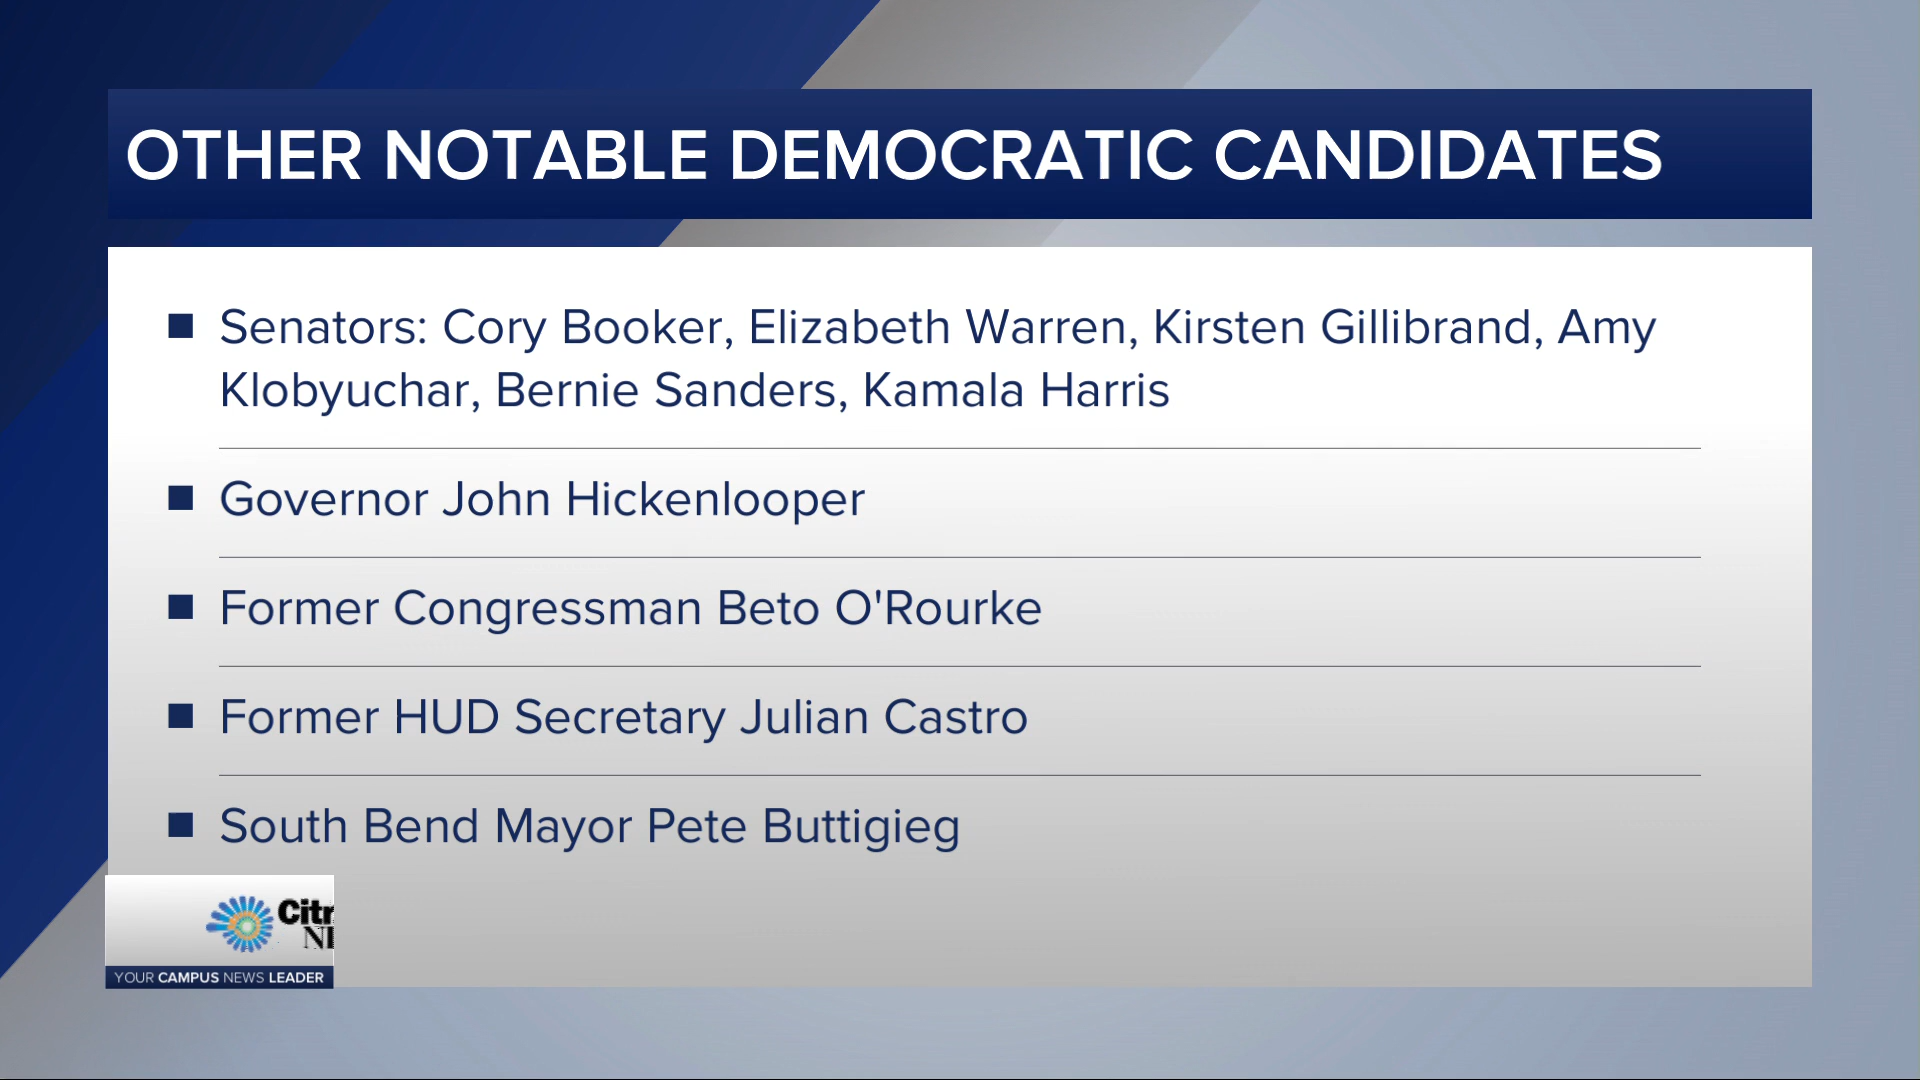 OTHER NOTABLE DEMOCRATIC CANDIDATES
Senators: Cory Booker, Elizabeth Warren, Kirsten Gillibrand, Amy
Klobyuchar, Bernie Sanders, Kamala Harris
Governor John Hickenlooper
Former Congressman Beto O'Rourke
Former HUD Secretary Julian Castro
South Bend Mayor Pete Buttigieg
YOUR CAMPUS NEWS LEADER